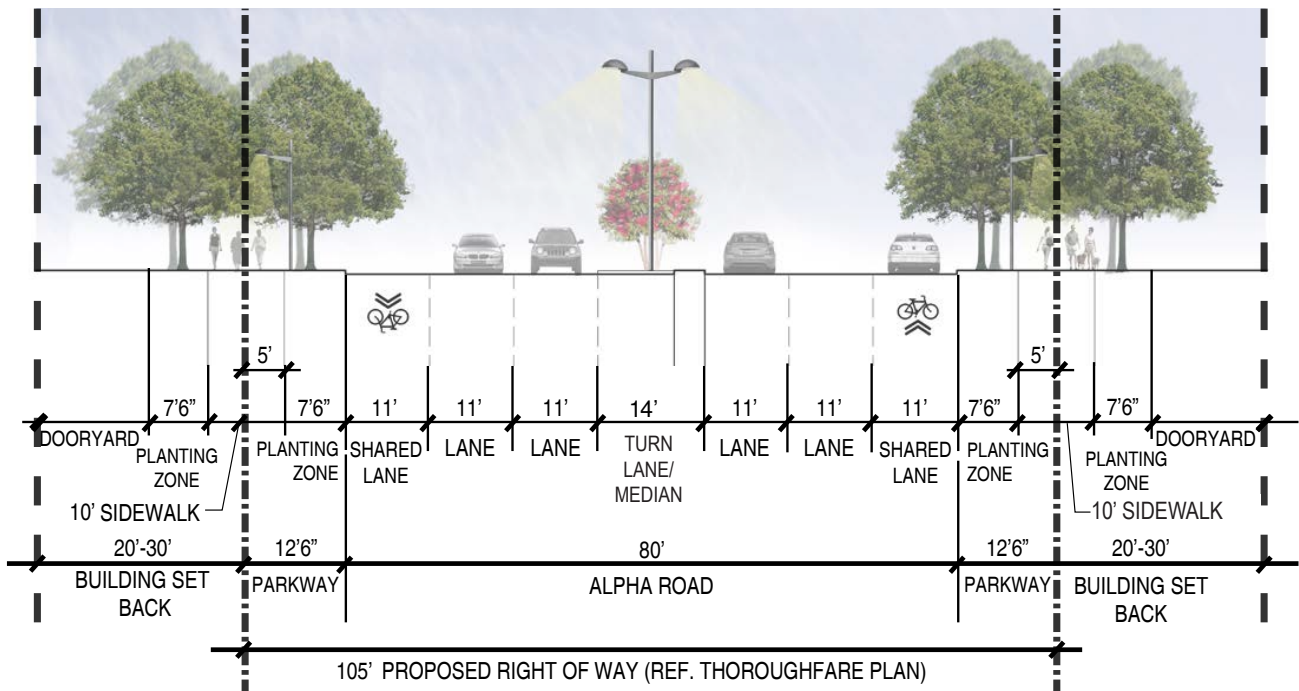 5’
5’
7’6”
7’6”
11’
11’
11’
14’
11’
11’
11’
7’6”
7’6”
DOORYARD
PLANTING
ZONE
PLANTING
ZONE
SHARED
LANE
LANE
LANE
TURN
LANE/
MEDIAN
LANE
LANE
SHARED
LANE
PLANTING
ZONE
PLANTING
ZONE
DOORYARD
10’ SIDEWALK
10’ SIDEWALK
20’-30’
12’6”
80’
12’6”
20’-30’
BUILDING SET
BACK
PARKWAY
ALPHA ROAD
PARKWAY
BUILDING SET
BACK
105’ PROPOSED RIGHT OF WAY (REF. THOROUGHFARE PLAN)